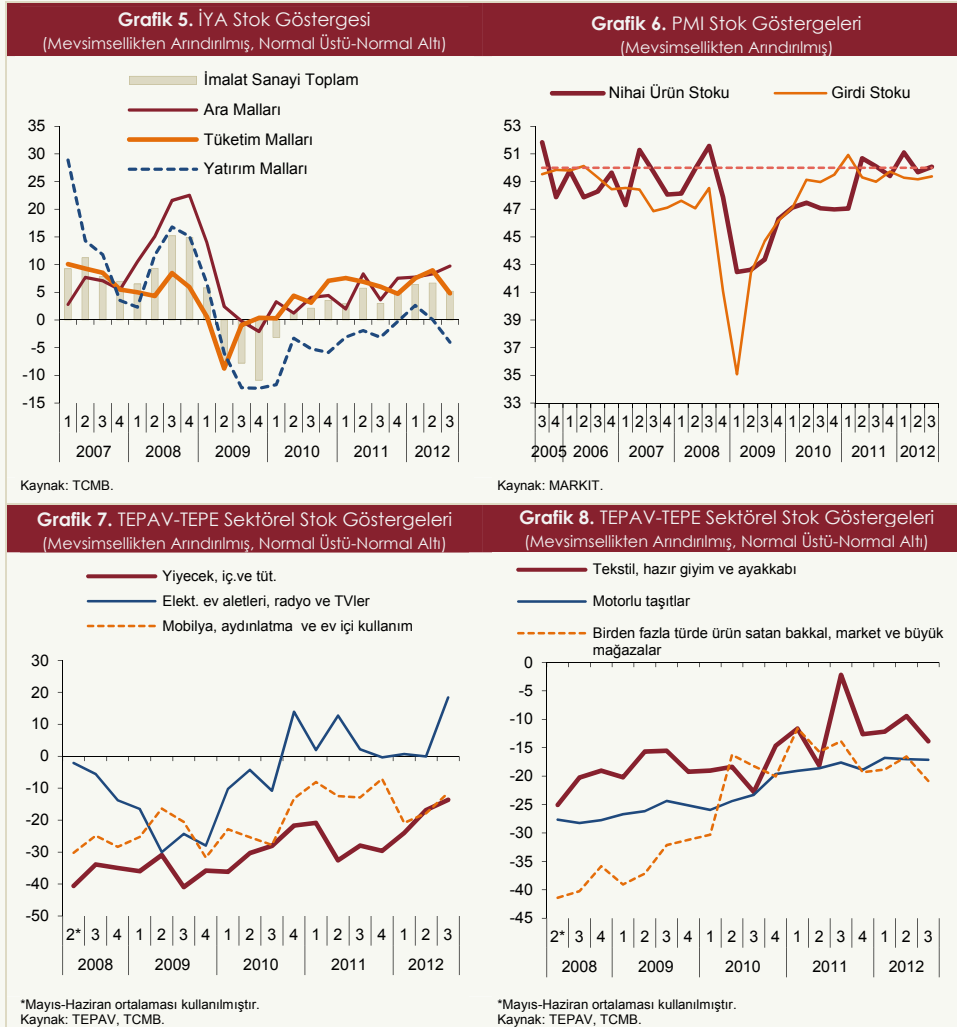 Grafik 5. İYA Stok Göstergesi
(Mevsimsellikten Arındırılmış, Normal Üstü-Normal Altı)
İmalat Sanayi Toplam
Ara Malları
Tüketim Malları
Yatırım Malları
35
30
25
20
15
10
5
0
-5
-10
-15
1 2 3 4 1 2 3 4 1 2 3 4 1 2 3 4 1 2 3 4 1 2 3
2007 2008 2009 2010 2011 2012
Kaynak: TCMB.
Grafik 6. PMI Stok Göstergeleri
(Mevsimsellikten Arındırılmış)
Nihai Ürün Stoku Girdi Stoku
53
51
49
47
45
43
41
39
37
35
33
3 4 1 2 3 4 1 2 3 4 1 2 3 4 1 2 3 4 1 2 3 4 1 2 3 4 1 2 3
2005 2006 2007 2008 2009 2010 2011 2012
Kaynak: MARKIT.
Grafik 7. TEPAV-TEPE Sektörel Stok Göstergeleri
(Mevsimsellikten Arındırılmış, Normal Üstü-Normal Altı)
Yiyecek, iç.ve tüt.
Elekt. ev aletleri, radyo ve TVler
Mobilya, aydınlatma ve ev içi kullanım
30
20
10
0
-10
-20
-30
-40
-50
2* 3 4 1 2 3 4 1 2 3 4 1 2 3 4 1 2 3
2008 2009 2010 2011 2012
*Mayıs-Haziran ortalaması kullanılmıştır.
Kaynak: TEPAV, TCMB.
Grafik 8. TEPAV-TEPE Sektörel Stok Göstergeleri
(Mevsimsellikten Arındırılmış, Normal Üstü-Normal Altı)
Tekstil, hazır giyim ve ayakkabı
Motorlu taşıtlar
Birden fazla türde ürün satan bakkal, market ve büyük
mağazalar
0
-5
-10
-15
-20
-25
-30
-35
-40
-45
2* 3 4 1 2 3 4 1 2 3 4 1 2 3 4 1 2 3
2008 2009 2010 2011 2012
*Mayıs-Haziran ortalaması kullanılmıştır.
Kaynak: TEPAV, TCMB.